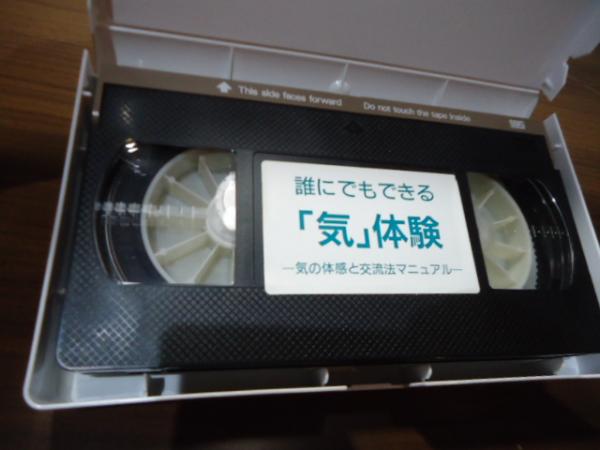 This side faces forward Do not touch the tape inside VHS
誰にでもできる
「気」体験
―気の体感と交流法マニュアル―